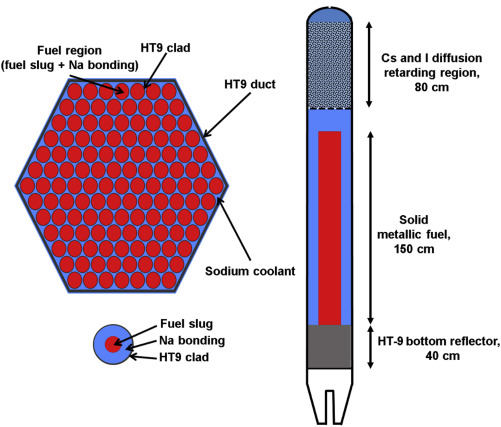 Fuel region
(fuel slug + Na bonding)
HT9 clad
HT9 duct
Sodium coolant
Fuel slug
Na bonding
HT9 clad
Cs and I diffusion
retarding region,
80 cm
Solid
metallic fuel,
150 cm
HT-9 bottom reflector,
40 cm